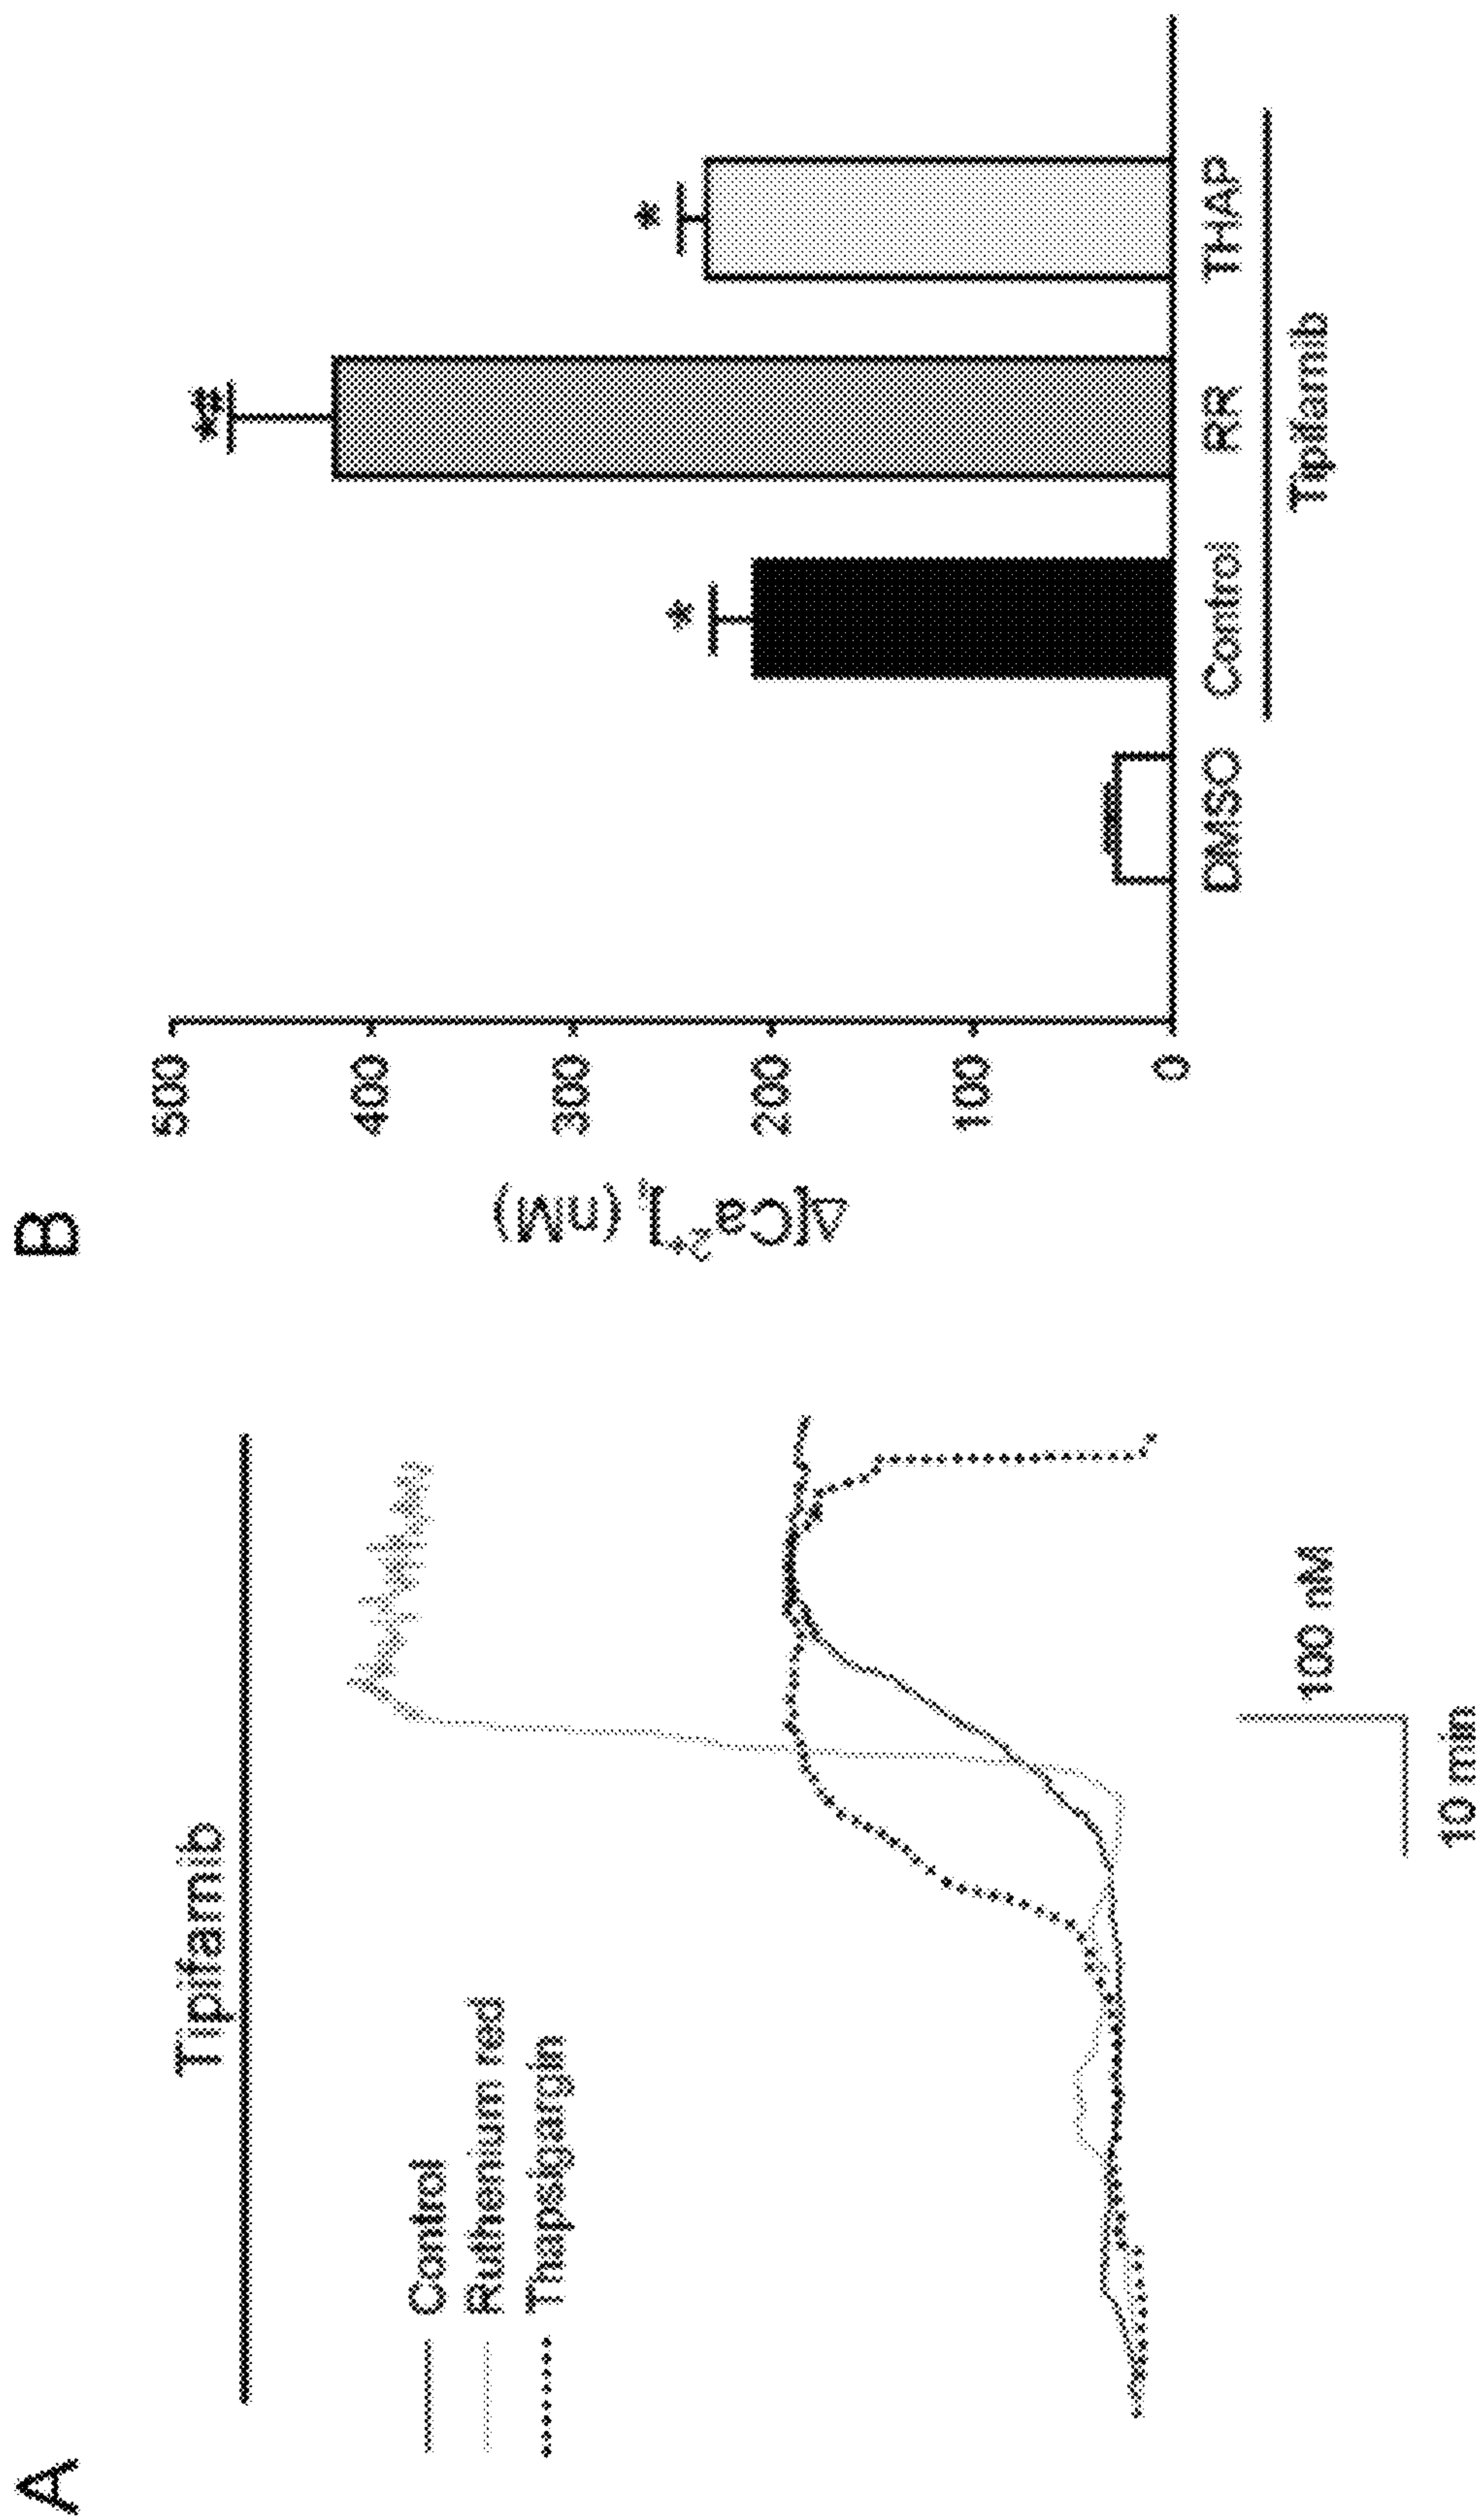 A
Tipifarnib
Control
Ruthenium red
Thapsigargin
100 nM
10 min
B
Δ[Ca²⁺]ᵢ (nM)
500
400
300
200
100
0
*
*#
*
DMSO Control RR THAP
Tipifarnib